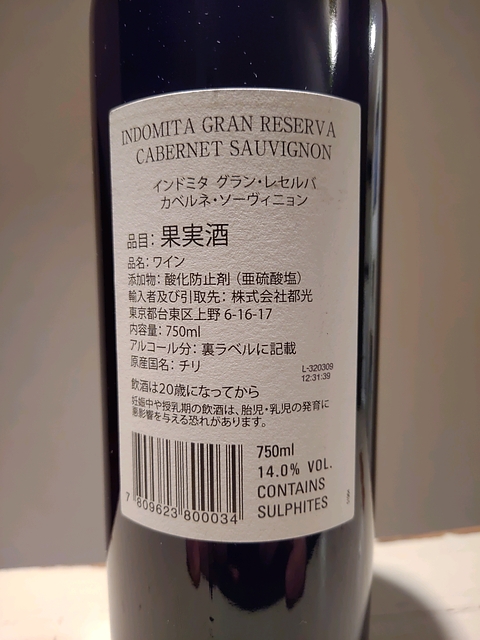 INDOMITA GRAN RESERVA
CABERNET SAUVIGNON
インドミタ グラン・レセルバ
カベルネ・ソーヴィニヨン
品目：果実酒
品名：ワイン
添加物：酸化防止剤（亜硫酸塩）
輸入者及び引取先：株式会社都光
東京都台東区上野 6-16-17
内容量：750ml
アルコール分：裏ラベルに記載
原産国名：チリ
L-320309
12:31:39
飲酒は20歳になってから
妊娠中や授乳期の飲酒は、胎児・乳児の発育に
悪影響を与える恐れがあります。
750ml
14.0% VOL.
CONTAINS
SULPHITES
7 809623 800034